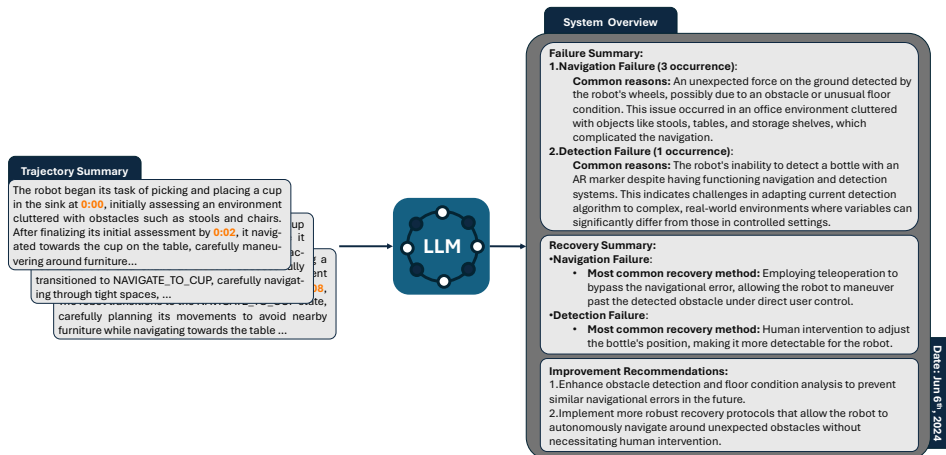 System Overview
Failure Summary:
1.Navigation Failure (3 occurrence):
Common reasons: An unexpected force on the ground detected by
the robot's wheels, possibly due to an obstacle or unusual floor
condition. This issue occurred in an office environment cluttered
with objects like stools, tables, and storage shelves, which
complicated the navigation.
2.Detection Failure (1 occurrence):
Common reasons: The robot's inability to detect a bottle with an
AR marker despite having functioning navigation and detection
systems. This indicates challenges in adapting current detection
algorithm to complex, real-world environments where variables can
significantly differ from those in controlled settings.
Recovery Summary:
•Navigation Failure:
• Most common recovery method: Employing teleoperation to
bypass the navigational error, allowing the robot to maneuver
past the detected obstacle under direct user control.
•Detection Failure:
• Most common recovery method: Human intervention to adjust
the bottle's position, making it more detectable for the robot.
Improvement Recommendations:
1.Enhance obstacle detection and floor condition analysis to prevent
similar navigational errors in the future.
2.Implement more robust recovery protocols that allow the robot to
autonomously navigate around unexpected obstacles without
necessitating human intervention.
Date: Jun 6th, 2024
LLM
Trajectory Summary
The robot began its task of picking and placing a cup
in the sink at 0:00, initially assessing an environment
cluttered with obstacles such as stools and chairs.
After finalizing its initial assessment by 0:02, it navig-
ated towards the cup on the table, carefully maneu-
vering around furniture...
transitioned to NAVIGATE_TO_CUP, carefully navigat-
ing through tight spaces, ...
carefully planning its movements to avoid nearby
furniture while navigating towards the table ...